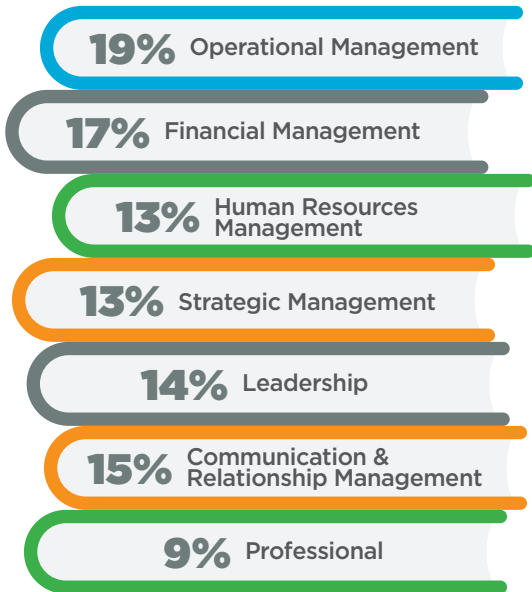 19% Operational Management
17% Financial Management
13% Human Resources
Management
13% Strategic Management
14% Leadership
15% Communication &
Relationship Management
9% Professional